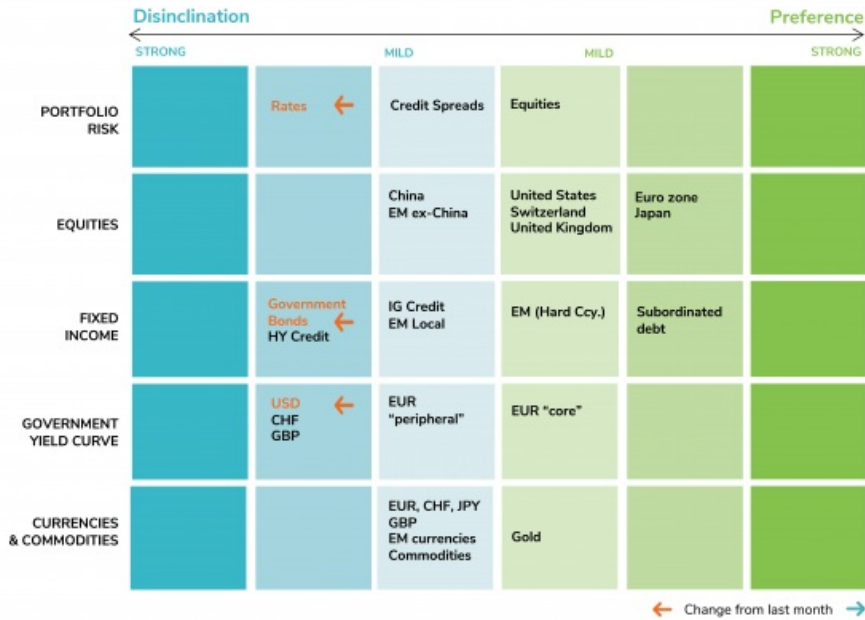 Disinclination
Preference
STRONG
MILD
MILD
STRONG
PORTFOLIO
RISK
Rates ←
Credit Spreads
Equities
EQUITIES
China
EM ex-China
United States
Switzerland
United Kingdom
Euro zone
Japan
FIXED
INCOME
Government
Bonds ←
HY Credit
IG Credit
EM Local
EM (Hard Ccy.)
Subordinated
debt
GOVERNMENT
YIELD CURVE
USD ←
CHF
GBP
EUR
“peripheral”
EUR “core”
CURRENCIES
& COMMODITIES
EUR, CHF, JPY
GBP
EM currencies
Commodities
Gold
← Change from last month →